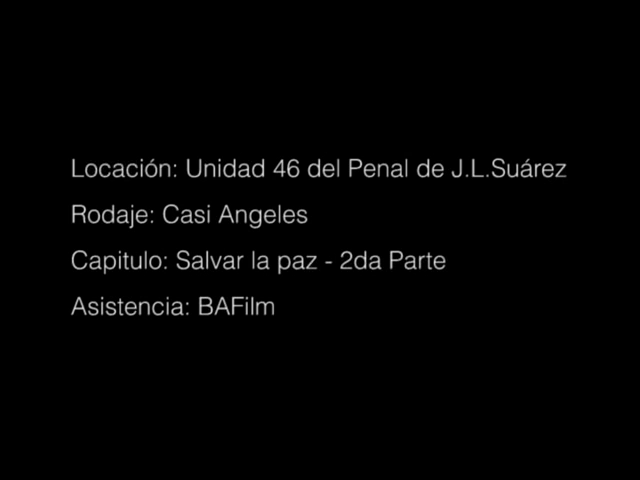 Locación: Unidad 46 del Penal de J.L.Suárez
Rodaje: Casi Angeles
Capitulo: Salvar la paz - 2da Parte
Asistencia: BAFilm